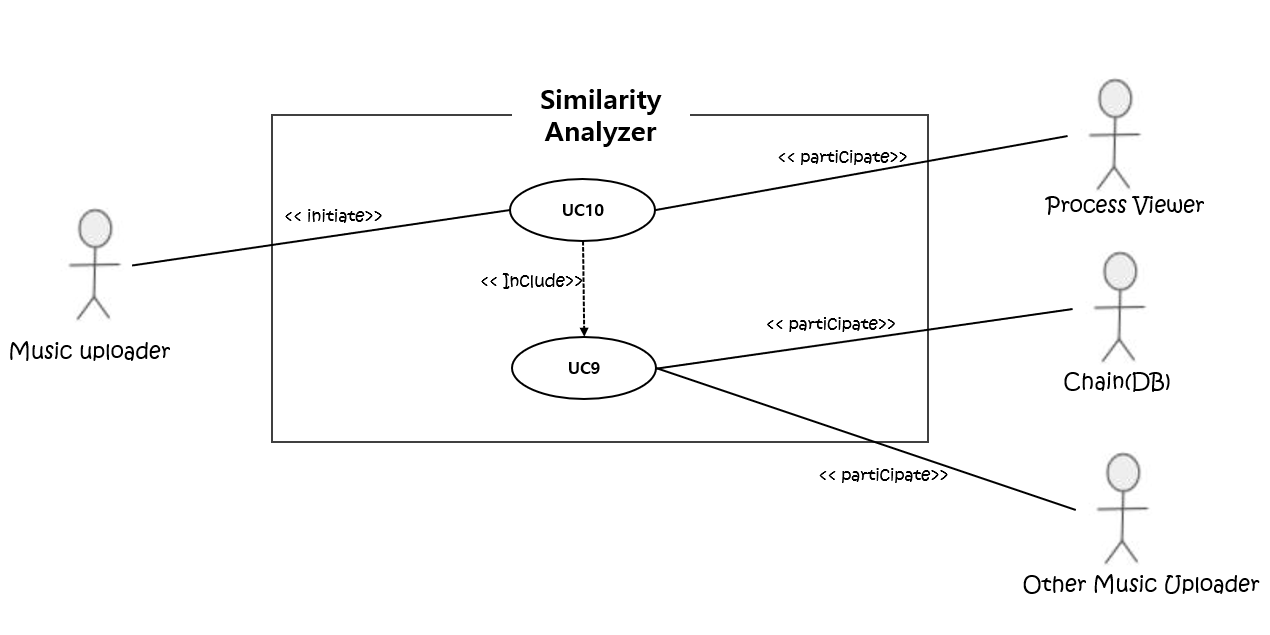 Similarity
Analyzer
<< participate>>
Process Viewer
UC10
<< initiate>>
Music uploader
<< Include>>
<< participate>>
Chain(DB)
UC9
<< participate>>
Other Music Uploader